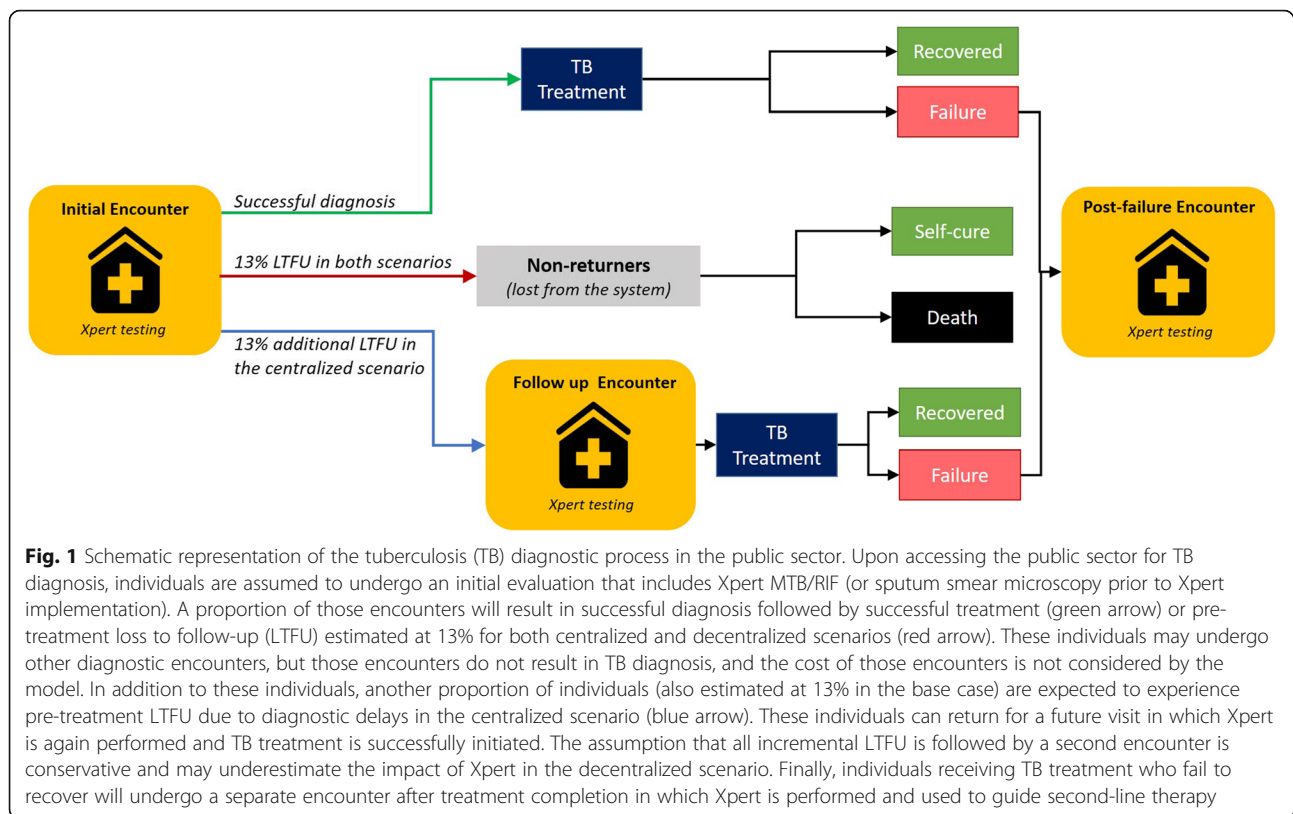 TB
Treatment
Recovered
Failure
Initial Encounter
Xpert testing
Successful diagnosis
13% LTFU in both scenarios
13% additional LTFU in
the centralized scenario
Non-returners
(lost from the system)
Self-cure
Death
Follow up Encounter
Xpert testing
TB
Treatment
Recovered
Failure
Post-failure Encounter
Xpert testing
Fig. 1 Schematic representation of the tuberculosis (TB) diagnostic process in the public sector. Upon accessing the public sector for TB
diagnosis, individuals are assumed to undergo an initial evaluation that includes Xpert MTB/RIF (or sputum smear microscopy prior to Xpert
implementation). A proportion of those encounters will result in successful diagnosis followed by successful treatment (green arrow) or pre-
treatment loss to follow-up (LTFU) estimated at 13% for both centralized and decentralized scenarios (red arrow). These individuals may undergo
other diagnostic encounters, but those encounters do not result in TB diagnosis, and the cost of those encounters is not considered by the
model. In addition to these individuals, another proportion of individuals (also estimated at 13% in the base case) are expected to experience
pre-treatment LTFU due to diagnostic delays in the centralized scenario (blue arrow). These individuals can return for a future visit in which Xpert
is again performed and TB treatment is successfully initiated. The assumption that all incremental LTFU is followed by a second encounter is
conservative and may underestimate the impact of Xpert in the decentralized scenario. Finally, individuals receiving TB treatment who fail to
recover will undergo a separate encounter after treatment completion in which Xpert is performed and used to guide second-line therapy